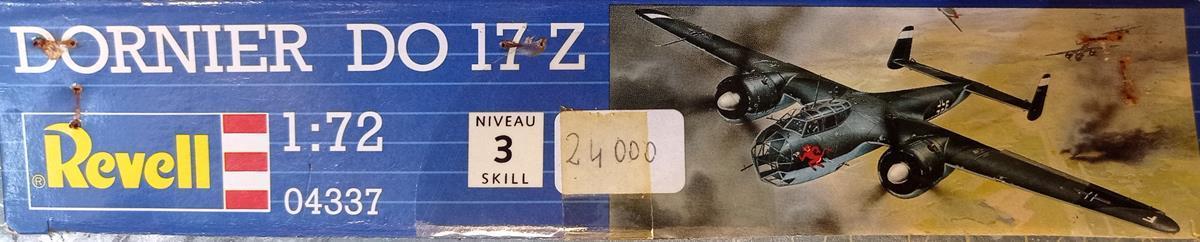 DORNIER DO 17 Z
® Revell
1:72
04337
NIVEAU
3
SKILL
24000